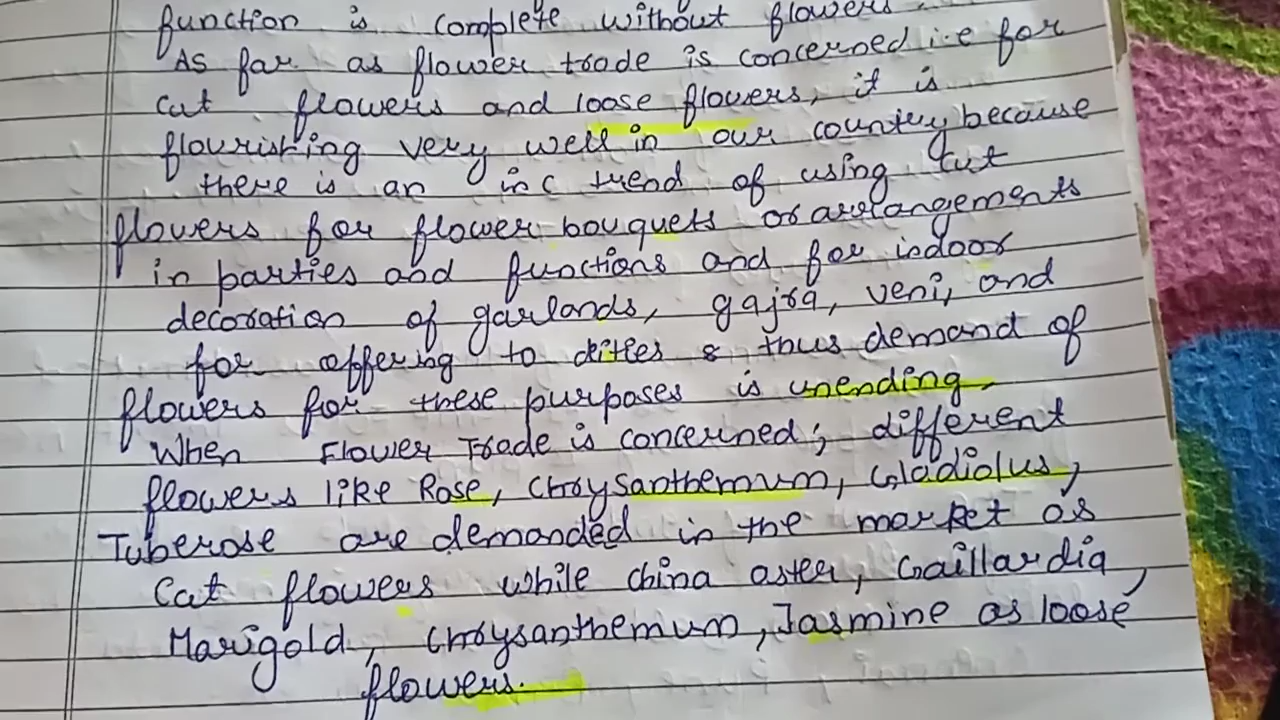 function is complete without flowers.
As far as flower trade is concerned i.e for
cut flowers and loose flowers, it is
flourishing very well in our country because
there is an inc trend of using cut
flowers for flower bouquets or arrangements
in parties and functions and for indoor
decoration of garlands, gajra, veni, and
for offering to dities & thus demand of
flowers for these purposes is unending.
When Flower Trade is concerned; different
flowers like Rose, Chrysanthemum, Gladiolus,
Tuberose are demanded in the market as
Cut flowers while China aster, Gaillardia,
Marigold, Chrysanthemum, Jasmine as loose
flowers.